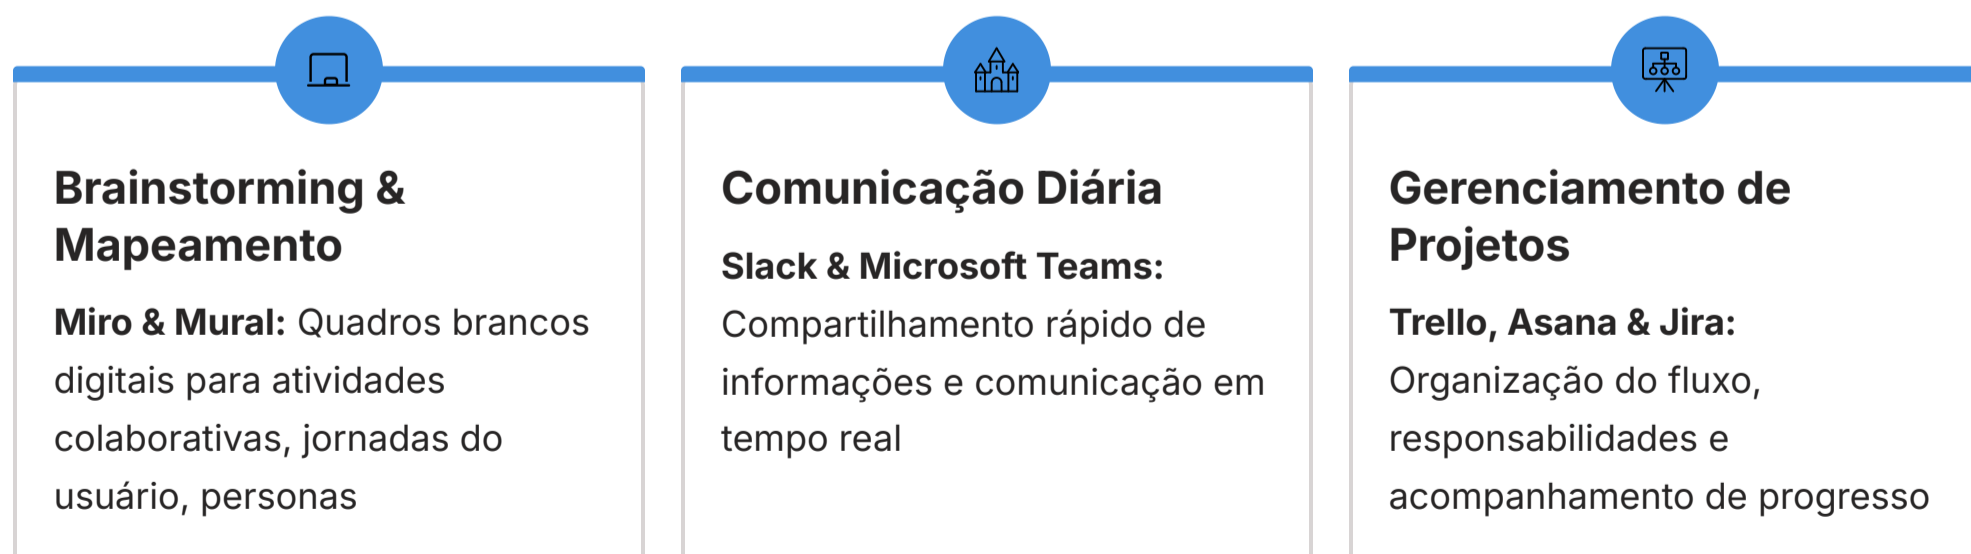 Brainstorming &
Mapeamento
Miro & Mural: Quadros brancos
digitais para atividades
colaborativas, jornadas do
usuário, personas
Comunicação Diária
Slack & Microsoft Teams:
Compartilhamento rápido de
informações e comunicação em
tempo real
Gerenciamento de
Projetos
Trello, Asana & Jira:
Organização do fluxo,
responsabilidades e
acompanhamento de progresso